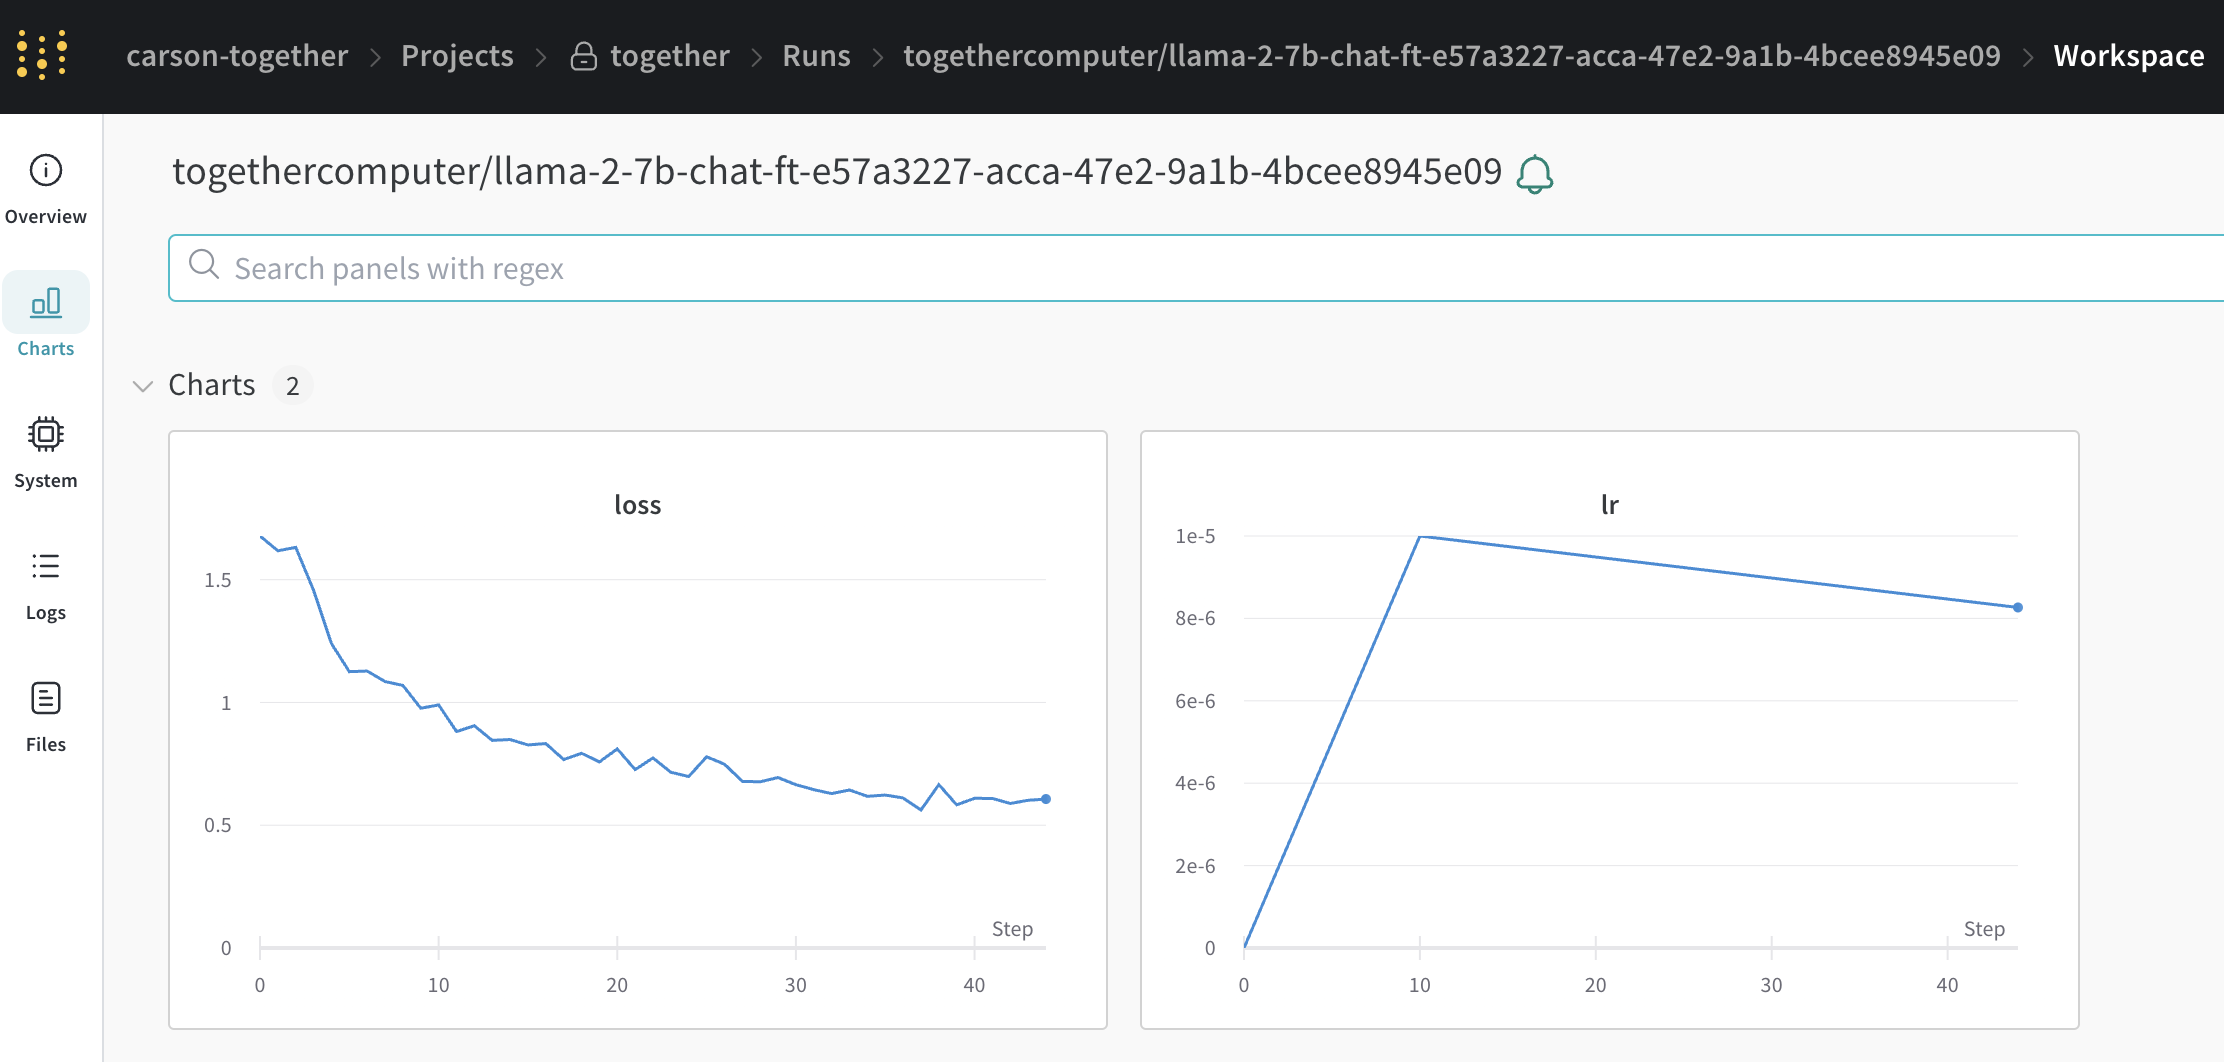 carson-together > Projects > together > Runs > togethercomputer/llama-2-7b-chat-ft-e57a3227-acca-47e2-9a1b-4bcee8945e09 > Workspace
togethercomputer/llama-2-7b-chat-ft-e57a3227-acca-47e2-9a1b-4bcee8945e09
Overview
Search panels with regex
Charts
Charts 2
System
Logs
Files
loss
1.5
1
0.5
0
Step
0 10 20 30 40
lr
1e-5
8e-6
6e-6
4e-6
2e-6
0
Step
0 10 20 30 40